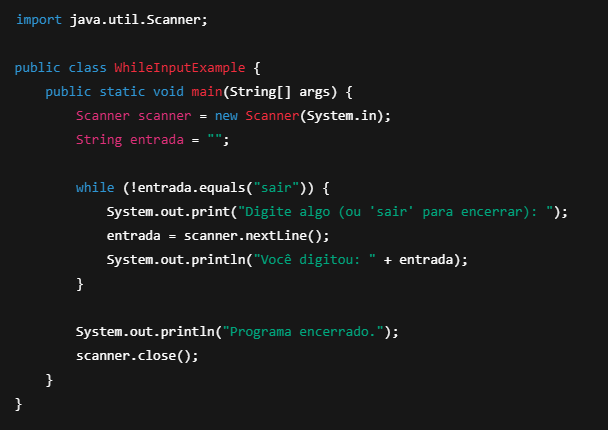 import java.util.Scanner;
public class WhileInputExample {
public static void main(String[] args) {
Scanner scanner = new Scanner(System.in);
String entrada = "";
while (!entrada.equals("sair")) {
System.out.print("Digite algo (ou 'sair' para encerrar): ");
entrada = scanner.nextLine();
System.out.println("Você digitou: " + entrada);
}
System.out.println("Programa encerrado.");
scanner.close();
}
}